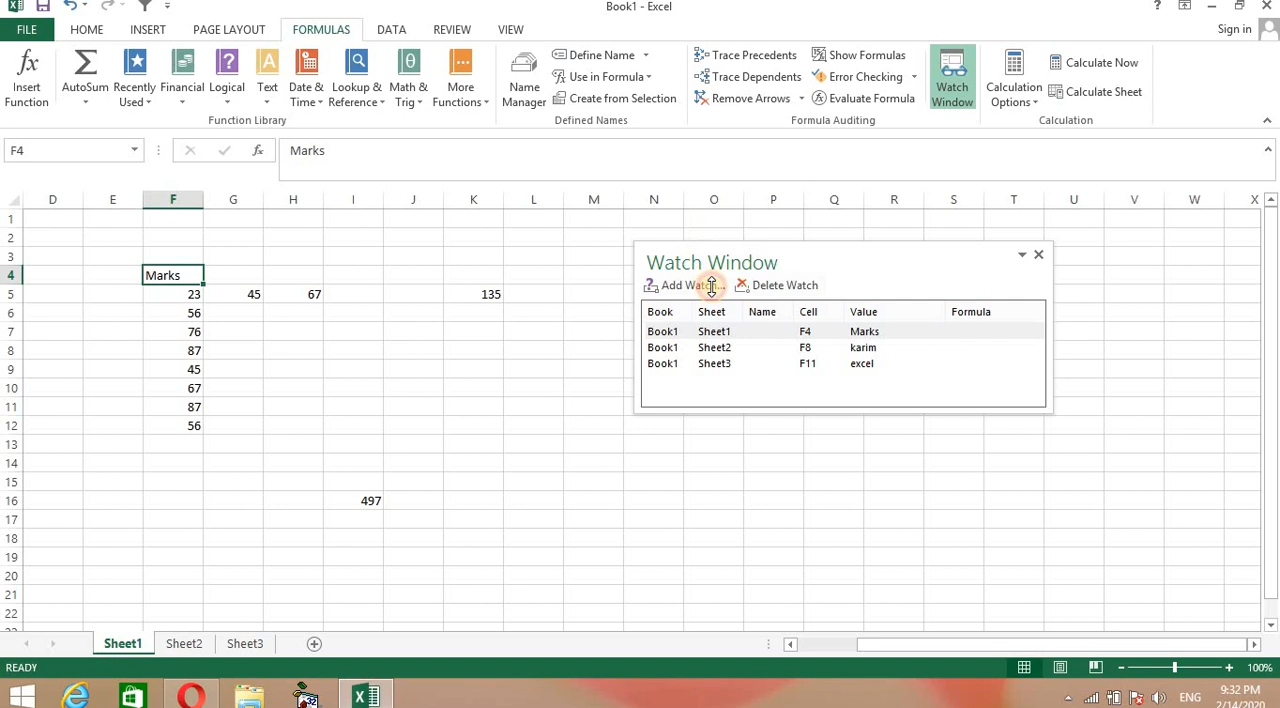 Book1 - Excel
?
FILE HOME INSERT PAGE LAYOUT FORMULAS DATA REVIEW VIEW Sign in
fx Insert Function
Σ AutoSum
Recently Used
Financial
Logical
Text
Date & Time
Lookup & Reference
Math & Trig
More Functions
Function Library
Name Manager
Define Name
Use in Formula
Create from Selection
Defined Names
Trace Precedents
Trace Dependents
Remove Arrows
Show Formulas
Error Checking
Evaluate Formula
Formula Auditing
Watch Window
Calculation Options
Calculate Now
Calculate Sheet
Calculation
F4 fx Marks
D E F G H I J K L M N O P Q R S T U V W X
1
2
3
4 Marks
5 23 45 67 135
6 56
7 76
8 87
9 45
10 67
11 87
12 56
13
14
15
16 497
17
18
19
20
21
22
Watch Window
Add Watch... Delete Watch
Book Sheet Name Cell Value Formula
Book1 Sheet1 F4 Marks
Book1 Sheet2 F8 karim
Book1 Sheet3 F11 excel
Sheet1 Sheet2 Sheet3
READY 100%
ENG 9:32 PM
2/14/2020